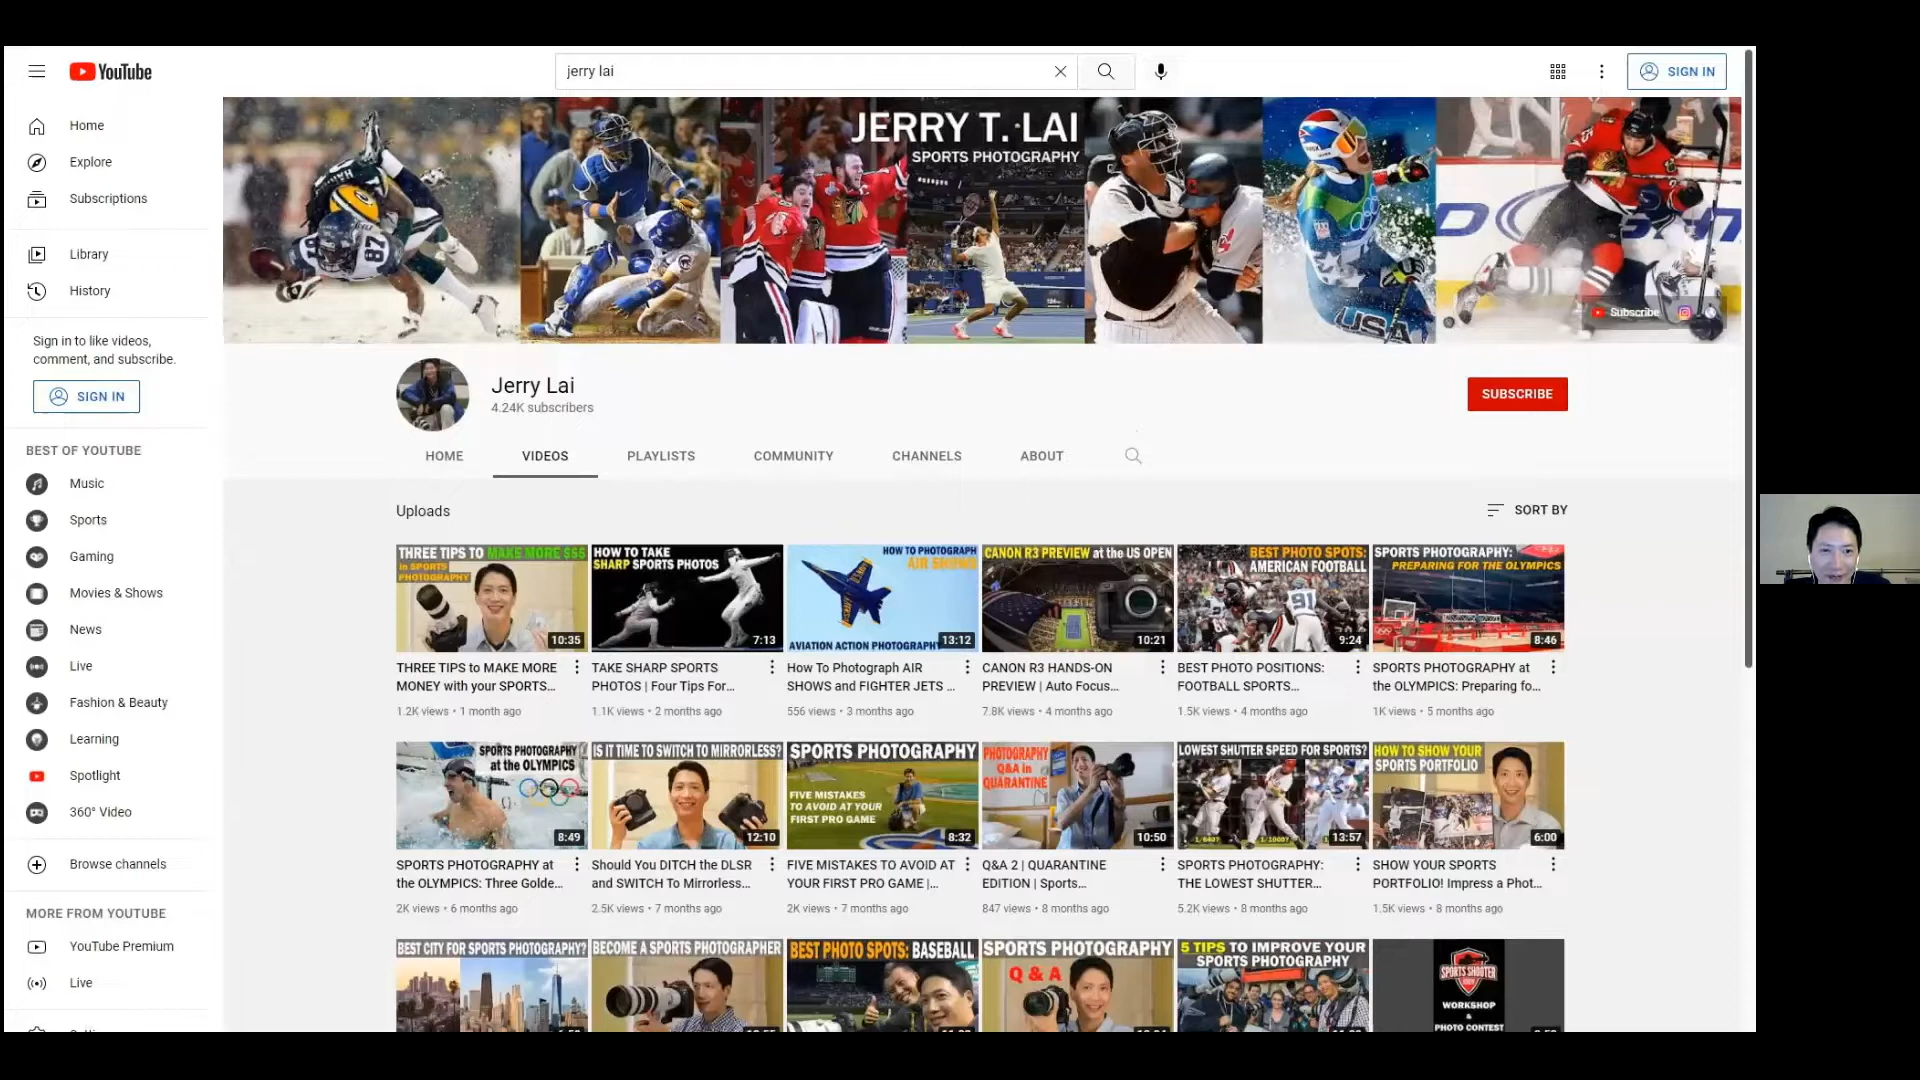 YouTube
jerry lai
SIGN IN
Home
Explore
Subscriptions
Library
History
Sign in to like videos,
comment, and subscribe.
SIGN IN
BEST OF YOUTUBE
Music
Sports
Gaming
Movies & Shows
News
Live
Fashion & Beauty
Learning
Spotlight
360° Video
Browse channels
MORE FROM YOUTUBE
YouTube Premium
Live
JERRY T. LAI
SPORTS PHOTOGRAPHY
87
USA
Subscribe
Jerry Lai
4.24K subscribers
SUBSCRIBE
HOME
VIDEOS
PLAYLISTS
COMMUNITY
CHANNELS
ABOUT
Uploads
SORT BY
THREE TIPS TO MAKE MORE $$$
in SPORTS
PHOTOGRAPHY
10:35
THREE TIPS to MAKE MORE
MONEY with your SPORTS...
1.2K views • 1 month ago
HOW TO TAKE
SHARP SPORTS PHOTOS
7:13
TAKE SHARP SPORTS
PHOTOS | Four Tips For...
1.1K views • 2 months ago
HOW TO PHOTOGRAPH
AIR SHOWS
AVIATION ACTION PHOTOGRAPHY
13:12
How To Photograph AIR
SHOWS and FIGHTER JETS ...
556 views • 3 months ago
CANON R3 PREVIEW at the US OPEN
10:21
CANON R3 HANDS-ON
PREVIEW | Auto Focus...
7.8K views • 4 months ago
BEST PHOTO SPOTS:
AMERICAN FOOTBALL
91
9:24
BEST PHOTO POSITIONS:
FOOTBALL SPORTS...
1.5K views • 4 months ago
SPORTS PHOTOGRAPHY:
PREPARING FOR THE OLYMPICS
8:46
SPORTS PHOTOGRAPHY at
the OLYMPICS: Preparing fo...
1K views • 5 months ago
SPORTS PHOTOGRAPHY
at the OLYMPICS
8:49
SPORTS PHOTOGRAPHY at
the OLYMPICS: Three Golde...
2K views • 6 months ago
IS IT TIME TO SWITCH TO MIRRORLESS?
12:10
Should You DITCH the DLSR
and SWITCH To Mirrorless...
2.5K views • 7 months ago
SPORTS PHOTOGRAPHY
FIVE MISTAKES
TO AVOID AT YOUR
FIRST PRO GAME
8:32
FIVE MISTAKES TO AVOID AT
YOUR FIRST PRO GAME |...
2K views • 7 months ago
PHOTOGRAPHY
Q&A in
QUARANTINE
10:50
Q&A 2 | QUARANTINE
EDITION | Sports...
847 views • 8 months ago
LOWEST SHUTTER SPEED FOR SPORTS?
13:57
SPORTS PHOTOGRAPHY:
THE LOWEST SHUTTER...
5.2K views • 8 months ago
HOW TO SHOW YOUR
SPORTS PORTFOLIO
6:00
SHOW YOUR SPORTS
PORTFOLIO! Impress a Phot...
1.5K views • 8 months ago
BEST CITY FOR SPORTS PHOTOGRAPHY?
BECOME A SPORTS PHOTOGRAPHER
BEST PHOTO SPOTS: BASEBALL
SPORTS PHOTOGRAPHY
Q & A
5 TIPS TO IMPROVE YOUR
SPORTS PHOTOGRAPHY
SPORTS SHOOTER
WORKSHOP
&
PHOTO CONTEST